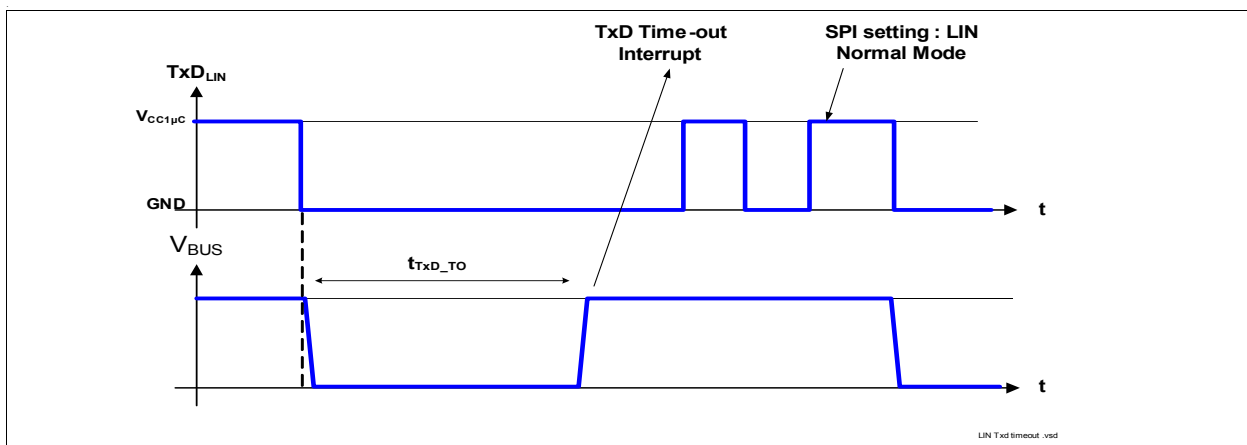 TxD Time-out
Interrupt
SPI setting : LIN
Normal Mode
TxDLIN
VCC1µC
GND
t
VBUS
tTxD_TO
t
LIN Txd timeout .vsd